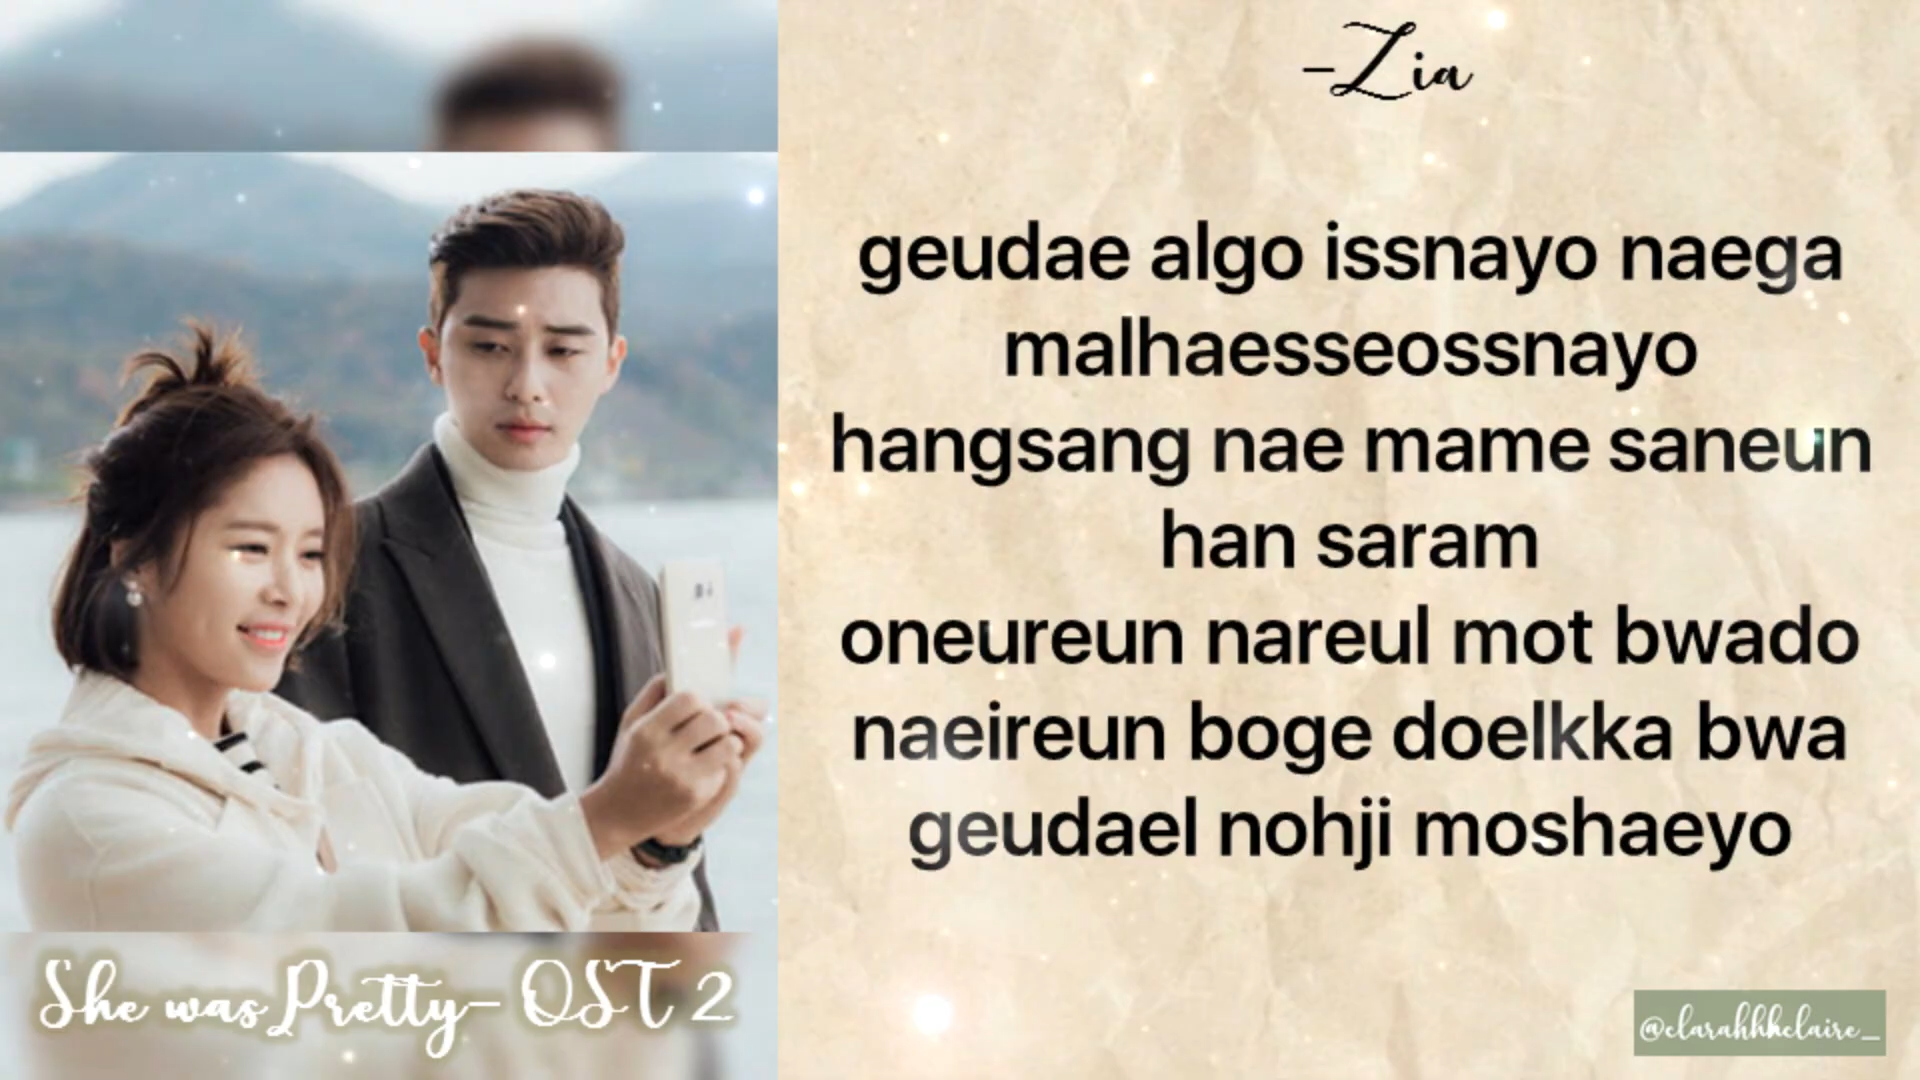 -Zia
geudae algo issnayo naega
malhaesseossnayo
hangsang nae mame saneun
han saram
oneureun nareul mot bwado
naeireun boge doelkka bwa
geudael nohji moshaeyo
She was Pretty- OST 2
@clarahhhclaire_